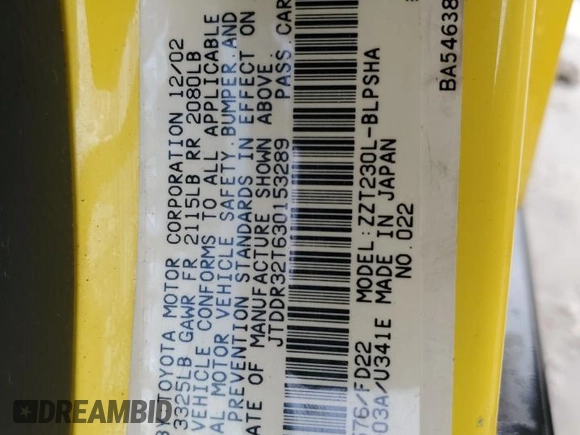 TOYOTA MOTOR CORPORATION 12/02
3325LB GAWR FR 2115LB RR 2080LB
VEHICLE CONFORMS TO ALL APPLICABLE
AL MOTOR VEHICLE SAFETY, BUMPER, AND
PREVENTION STANDARDS IN EFFECT ON
ATE OF MANUFACTURE SHOWN ABOVE.
JTDDR32T630153289 PASS. CAR
576/FD22 MODEL: ZZT230L-BLPSHA
03A/U341E MADE IN JAPAN
NO. 022
BA54638
DREAMBID